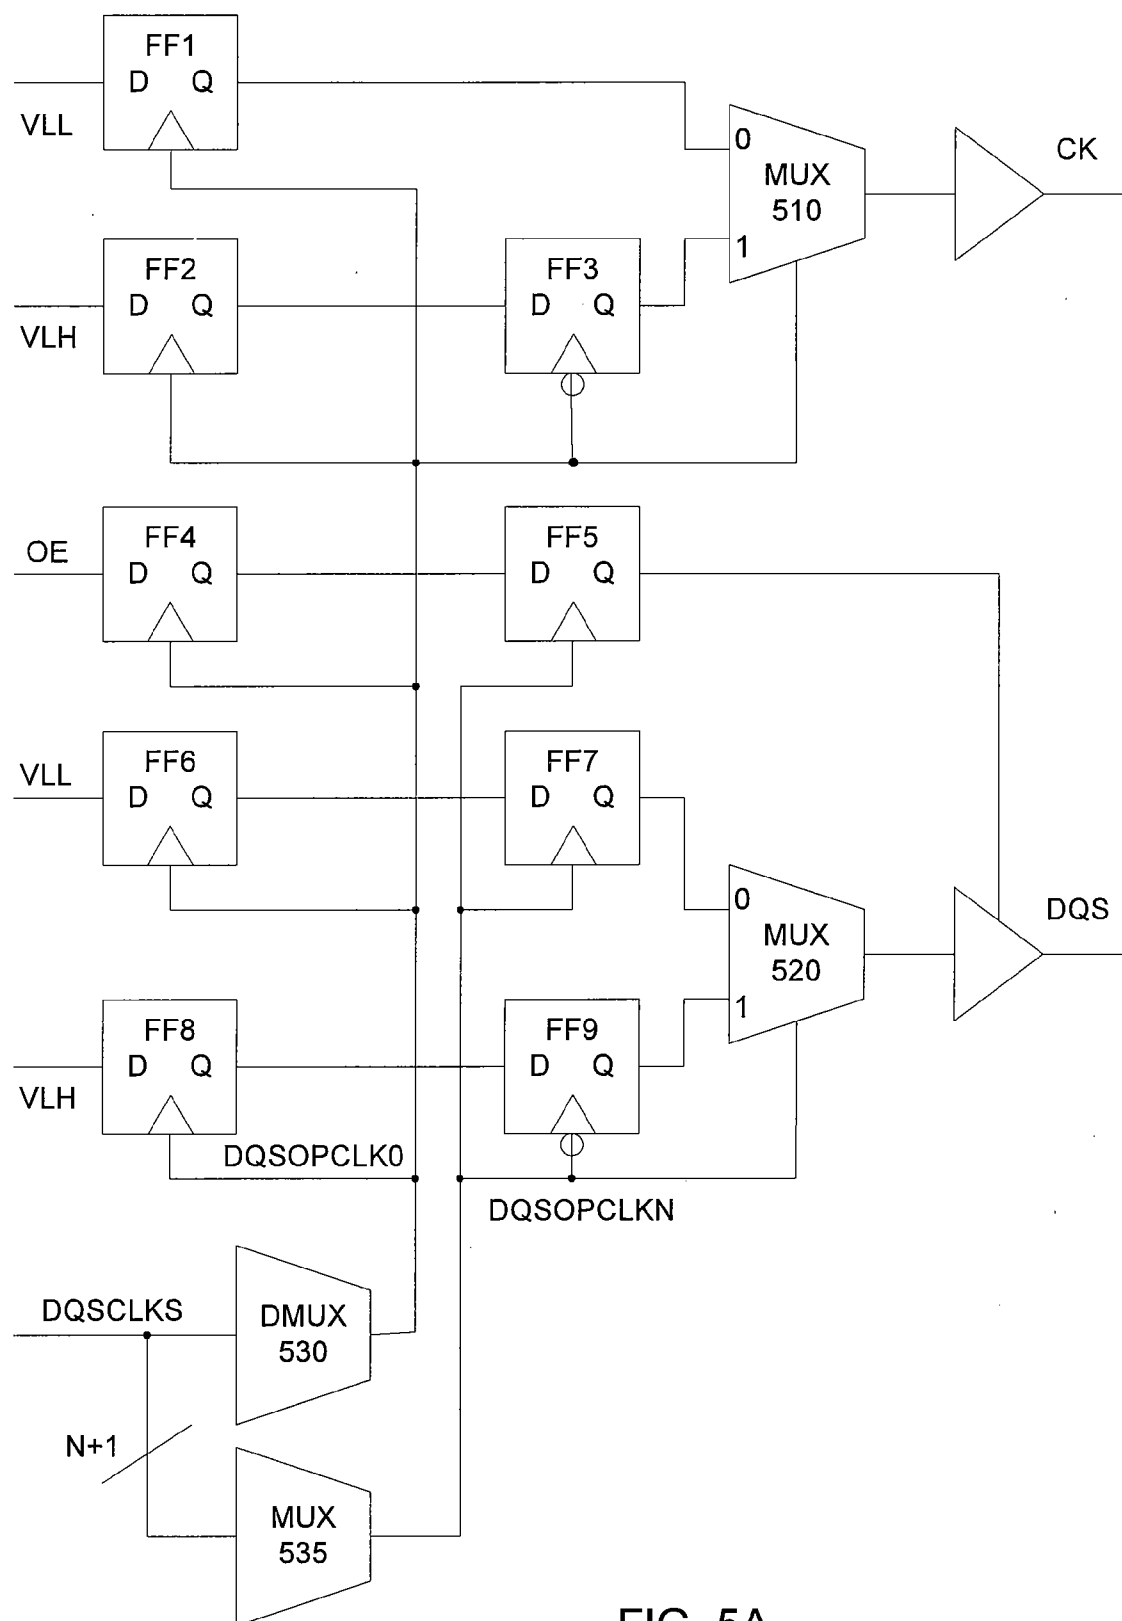 FF1
D Q
VLL
0
MUX
510
1
CK
FF2
D Q
VLH
FF3
D Q
OE
FF4
D Q
FF5
D Q
VLL
FF6
D Q
FF7
D Q
0
MUX
520
1
DQS
FF8
D Q
VLH
FF9
D Q
DQSOPCLK0
DQSOPCLKN
DQSCLKS
DMUX
530
N+1
MUX
535
FIG. 5A